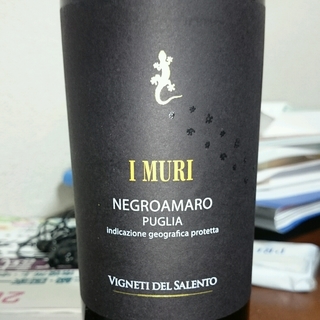 I MURI
NEGROAMARO
PUGLIA
indicazione geografica protetta
VIGNETI DEL SALENTO